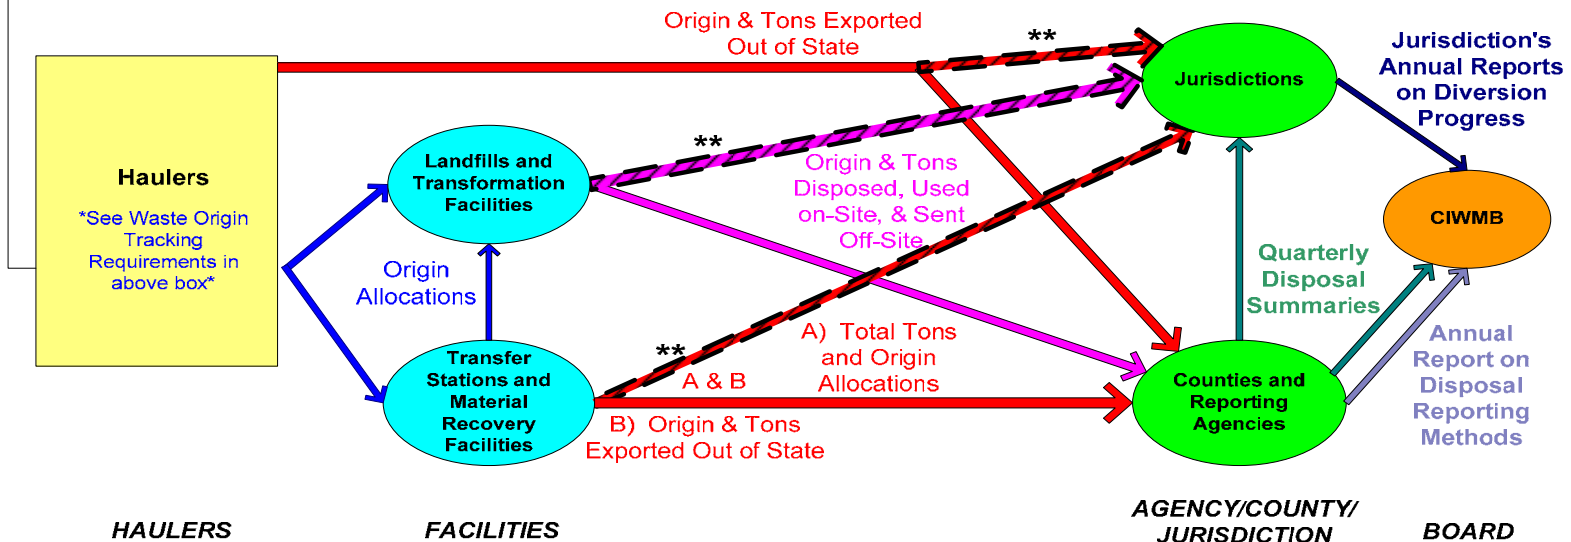 Origin & Tons Exported
Out of State
**
Jurisdiction's
Annual Reports
on Diversion
Progress
Jurisdictions
Haulers
*See Waste Origin
Tracking
Requirements in
above box*
Landfills and
Transformation
Facilities
**
Origin & Tons
Disposed, Used
on-Site, & Sent
Off-Site
CIWMB
Origin
Allocations
Quarterly
Disposal
Summaries
Transfer
Stations and
Material
Recovery
Facilities
**
A & B
A) Total Tons
and Origin
Allocations
B) Origin & Tons
Exported Out of State
Counties and
Reporting
Agencies
Annual
Report on
Disposal
Reporting
Methods
HAULERS
FACILITIES
AGENCY/COUNTY/
JURISDICTION
BOARD